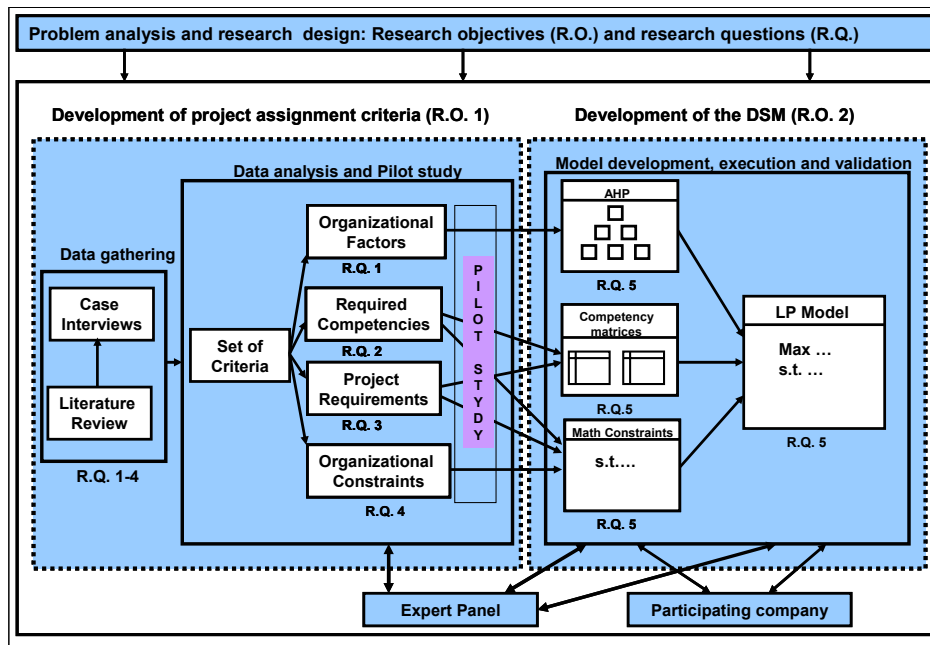 Problem analysis and research design: Research objectives (R.O.) and research questions (R.Q.)
Development of project assignment criteria (R.O. 1)
Development of the DSM (R.O. 2)
Data analysis and Pilot study
Model development, execution and validation
Data gathering
Case
Interviews
Literature
Review
R.Q. 1-4
Set of
Criteria
Organizational
Factors
R.Q. 1
Required
Competencies
R.Q. 2
Project
Requirements
R.Q. 3
Organizational
Constraints
R.Q. 4
PILOT STYDY
AHP
R.Q. 5
Competency
matrices
R.Q.5
Math Constraints
s.t....
R.Q. 5
LP Model
Max ...
s.t. ...
R.Q. 5
Expert Panel
Participating company